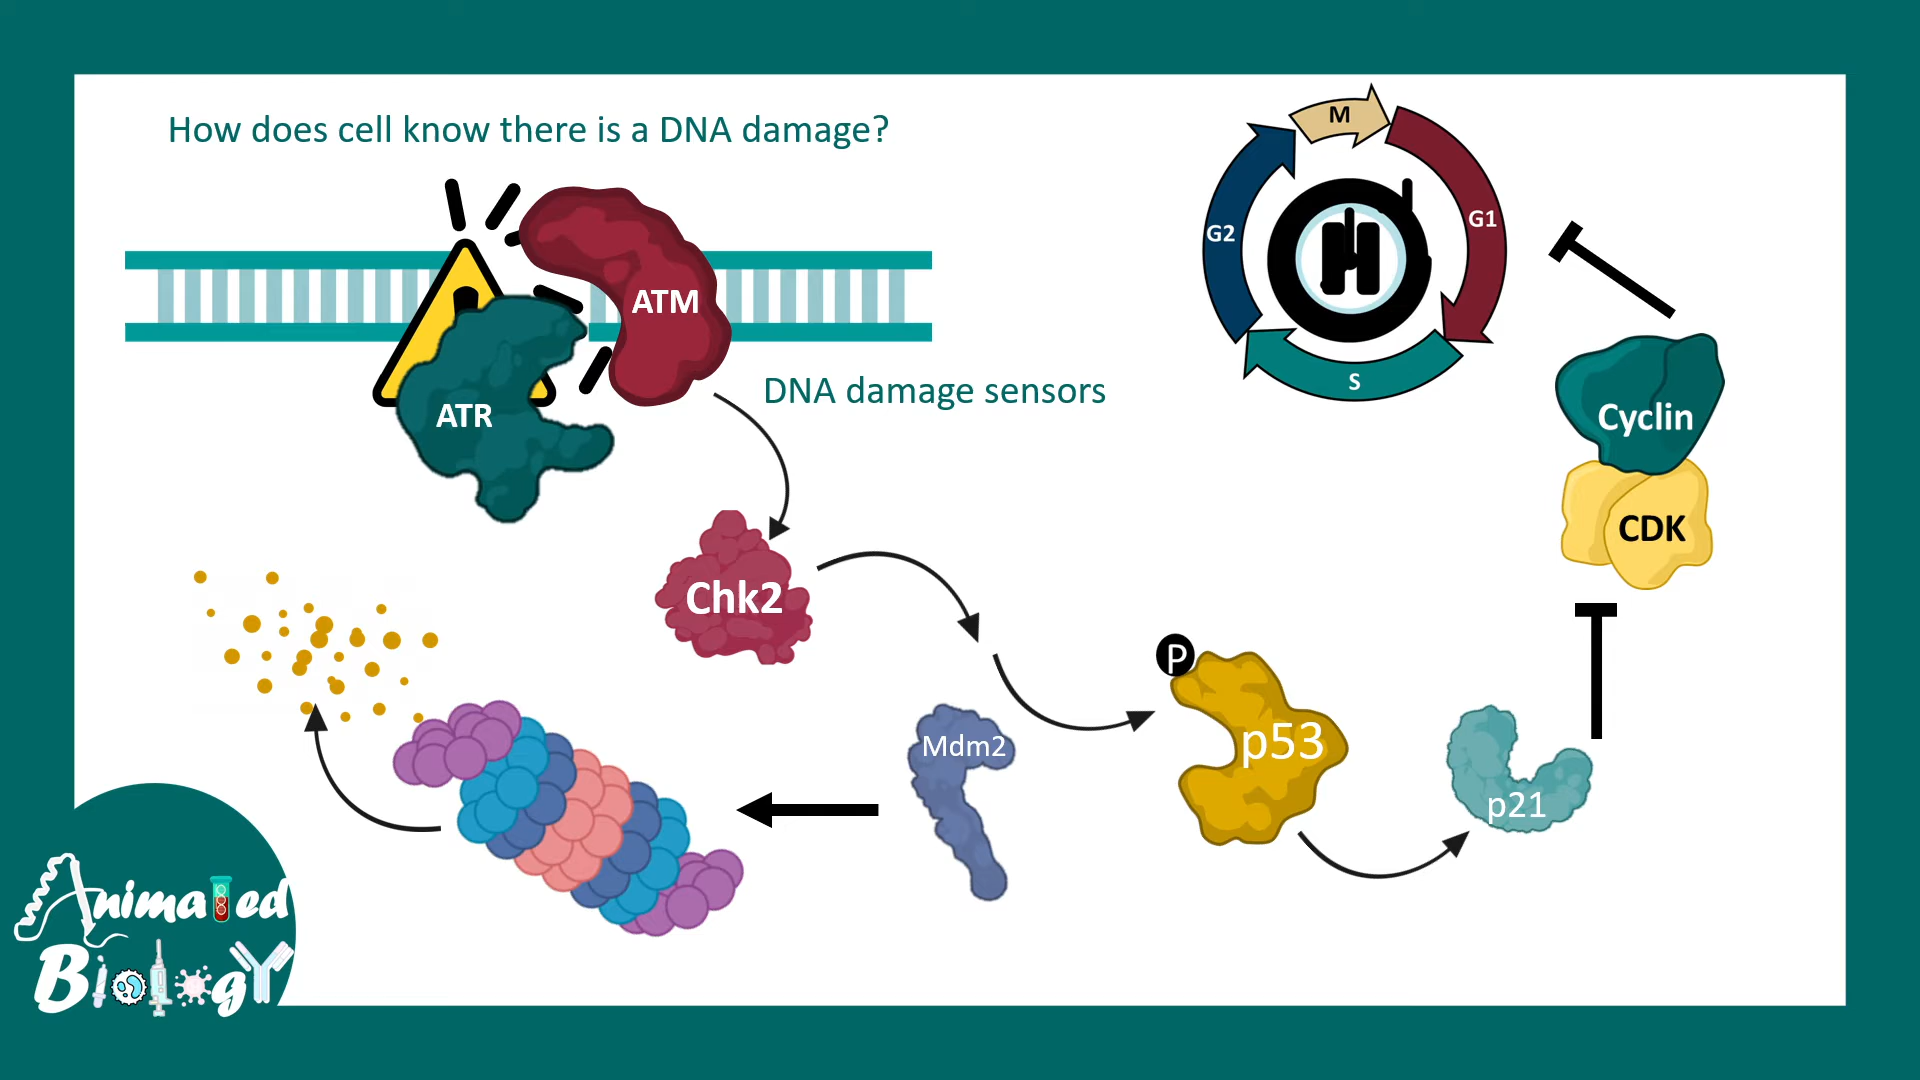 How does cell know there is a DNA damage?
M
G1
G2
S
ATM
ATR
DNA damage sensors
Cyclin
CDK
Chk2
P
p53
Mdm2
p21
Animated
Biology